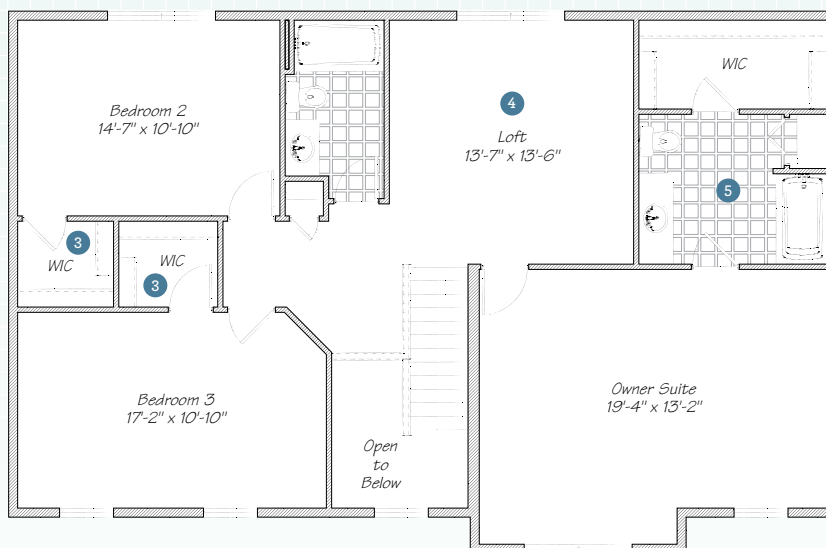 Bedroom 2
14'-7" x 10'-10"
4
Loft
13'-7" x 13'-6"
WIC
5
3
WIC
WIC
3
Bedroom 3
17'-2" x 10'-10"
Open
to
Below
Owner Suite
19'-4" x 13'-2"